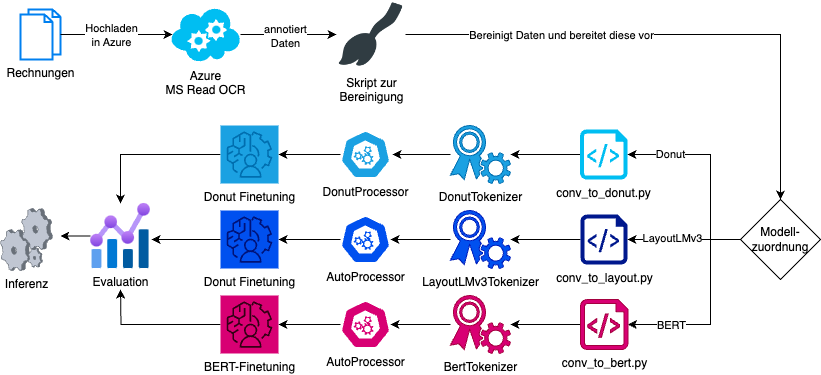 Hochladen
in Azure
annotiert
Daten
Bereinigt Daten und bereitet diese vor
Rechnungen
Azure
MS Read OCR
Skript zur
Bereinigung
Donut
Donut Finetuning
DonutProcessor
DonutTokenizer
conv_to_donut.py
Modell-
zuordnung
LayoutLMv3
Inferenz
Evaluation
Donut Finetuning
AutoProcessor
LayoutLMv3Tokenizer
conv_to_layout.py
BERT
BERT-Finetuning
AutoProcessor
BertTokenizer
conv_to_bert.py